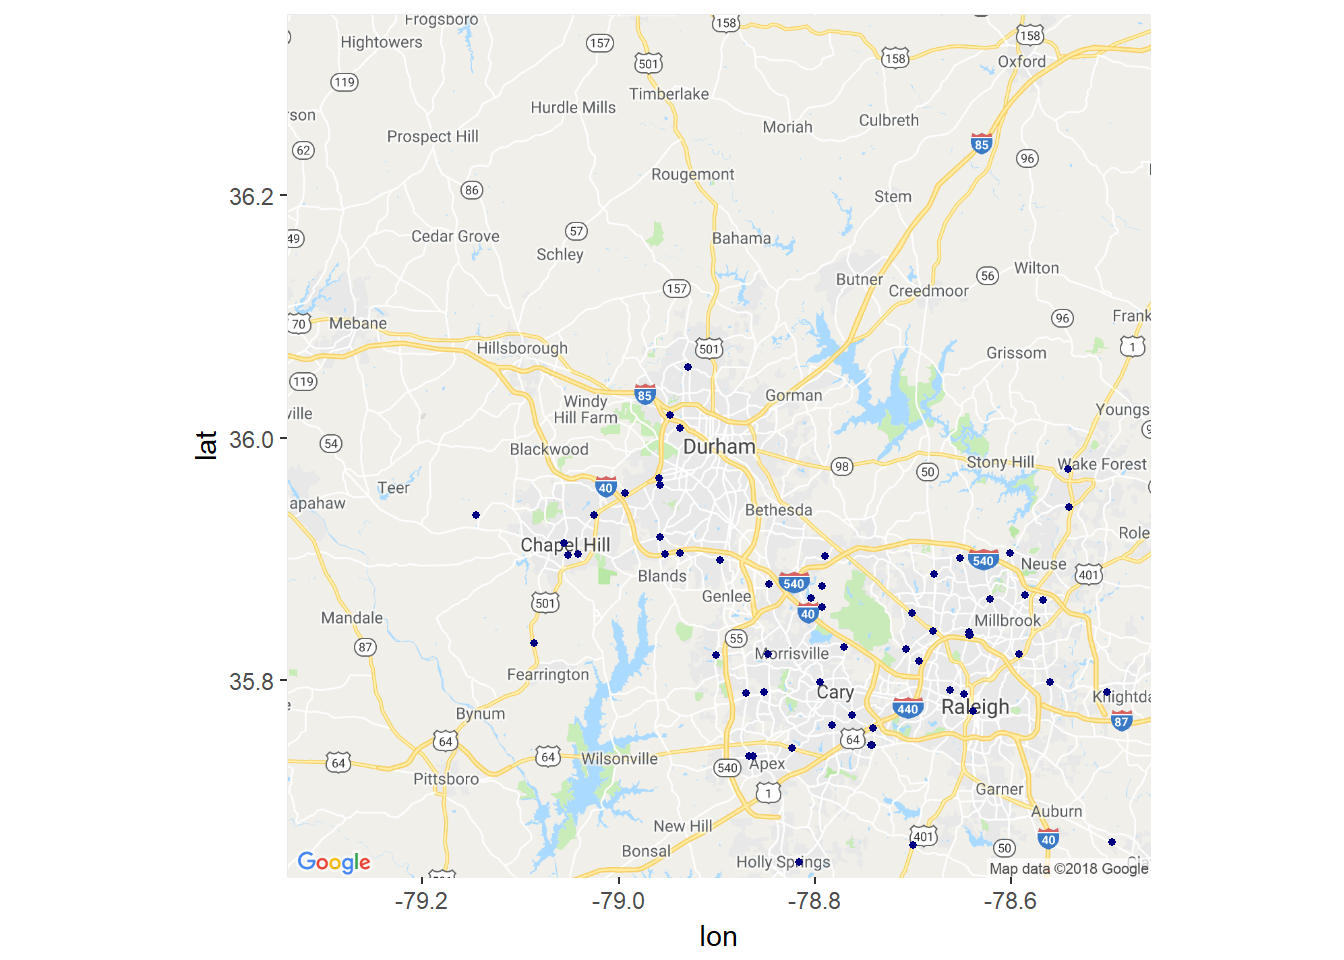 Frogsboro
158
158
Hightowers
157
501
158
Oxford
119
Timberlake
Hurdle Mills
rson
Culbreth
Moriah
Prospect Hill
85
62
96
Rougemont
86
36.2
Stem
57
49
Cedar Grove
Bahama
Schley
Wilton
56
Butner
157
Creedmoor
70
Mebane
96
Frank
Hillsborough
501
1
Grissom
119
85
Windy
Hill Farm
Gorman
ville
Youngs
36.0
54
Durham
Blackwood
98
50
Stony Hill
Wake Forest
Teer
40
apahaw
Bethesda
Role
Chapel Hill
540
Neuse
Blands
540
401
Genlee
501
40
Mandale
Millbrook
87
55
Morrisville
Fearrington
35.8
Cary
Knightda
Bynum
440
Raleigh
87
64
64
64
64
Wilsonville
540
Apex
Pittsboro
1
Garner
Auburn
New Hill
401
40
Bonsal
50
Holly Springs
Google
Map data ©2018 Google
-79.2
-79.0
-78.8
-78.6
lon
lat